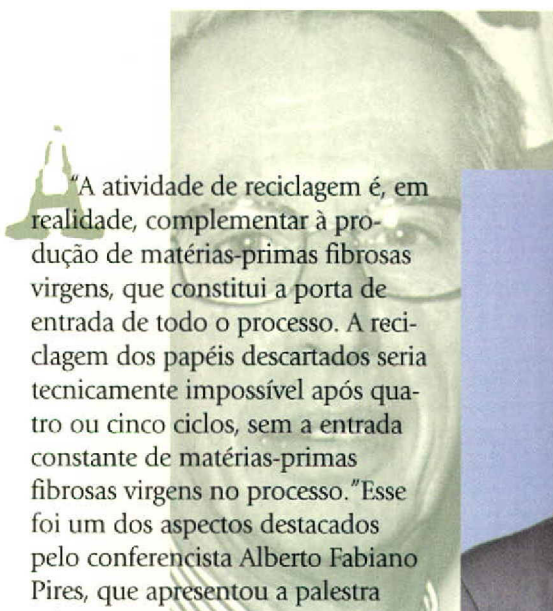 "A atividade de reciclagem é, em
realidade, complementar à pro-
dução de matérias-primas fibrosas
virgens, que constitui a porta de
entrada de todo o processo. A reci-
clagem dos papéis descartados seria
tecnicamente impossível após qua-
tro ou cinco ciclos, sem a entrada
constante de matérias-primas
fibrosas virgens no processo."Esse
foi um dos aspectos destacados
pelo conferencista Alberto Fabiano
Pires, que apresentou a palestra